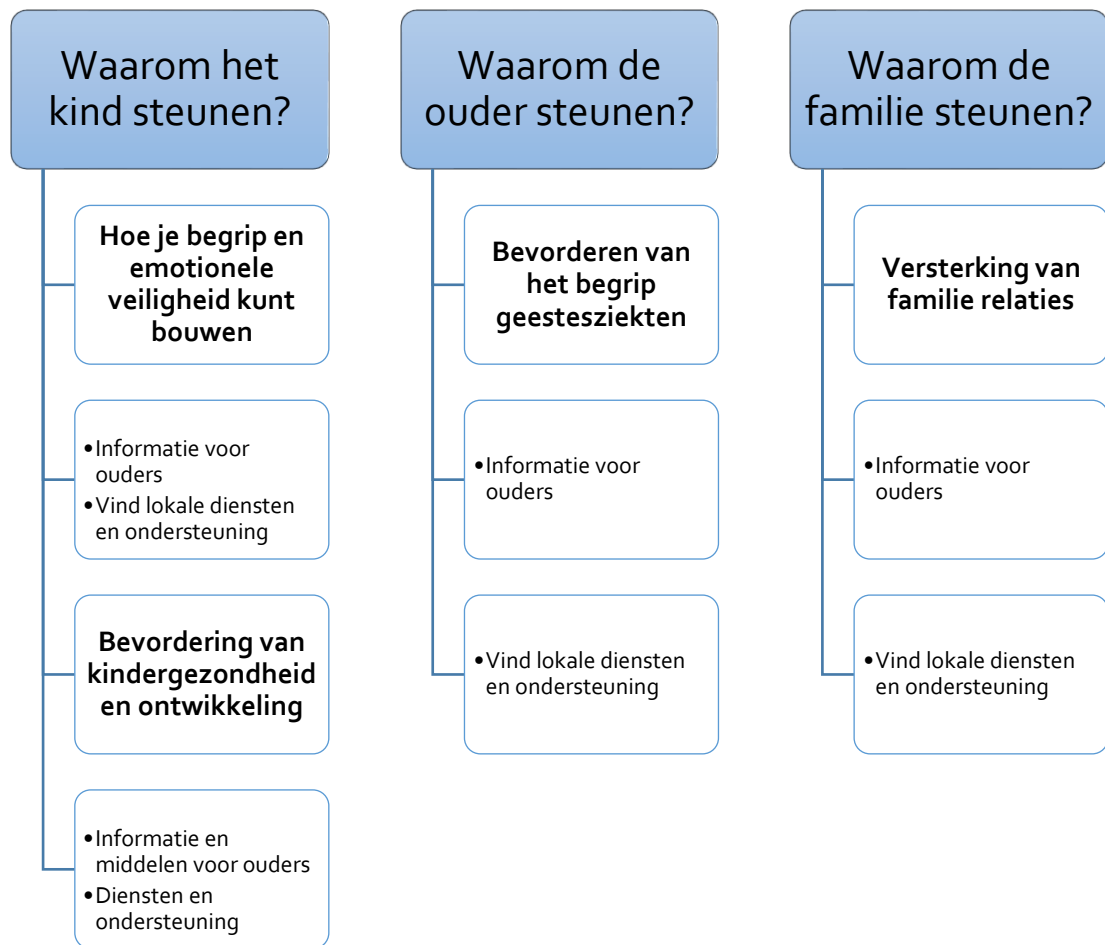 Waarom het
kind steunen?
Hoe je begrip en
emotionele
veiligheid kunt
bouwen
•Informatie voor
ouders
•Vind lokale diensten
en ondersteuning
Bevordering van
kindergezondheid
en ontwikkeling
•Informatie en
middelen voor ouders
•Diensten en
ondersteuning
Waarom de
ouder steunen?
Bevorderen van
het begrip
geestesziekten
•Informatie voor
ouders
•Vind lokale diensten
en ondersteuning
Waarom de
familie steunen?
Versterking van
familie relaties
•Informatie voor
ouders
•Vind lokale diensten
en ondersteuning